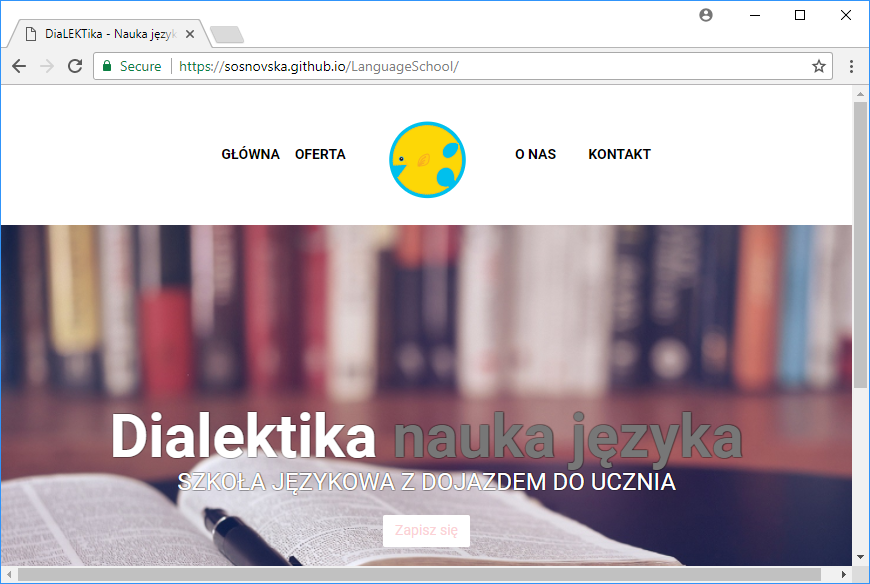 DiaLEKTika - Nauka język
Secure
https://sosnovska.github.io/LanguageSchool/
GŁÓWNA OFERTA O NAS KONTAKT
Dialektika nauka języka
SZKOŁA JĘZYKOWA Z DOJAZDEM DO UCZNIA
Zapisz się